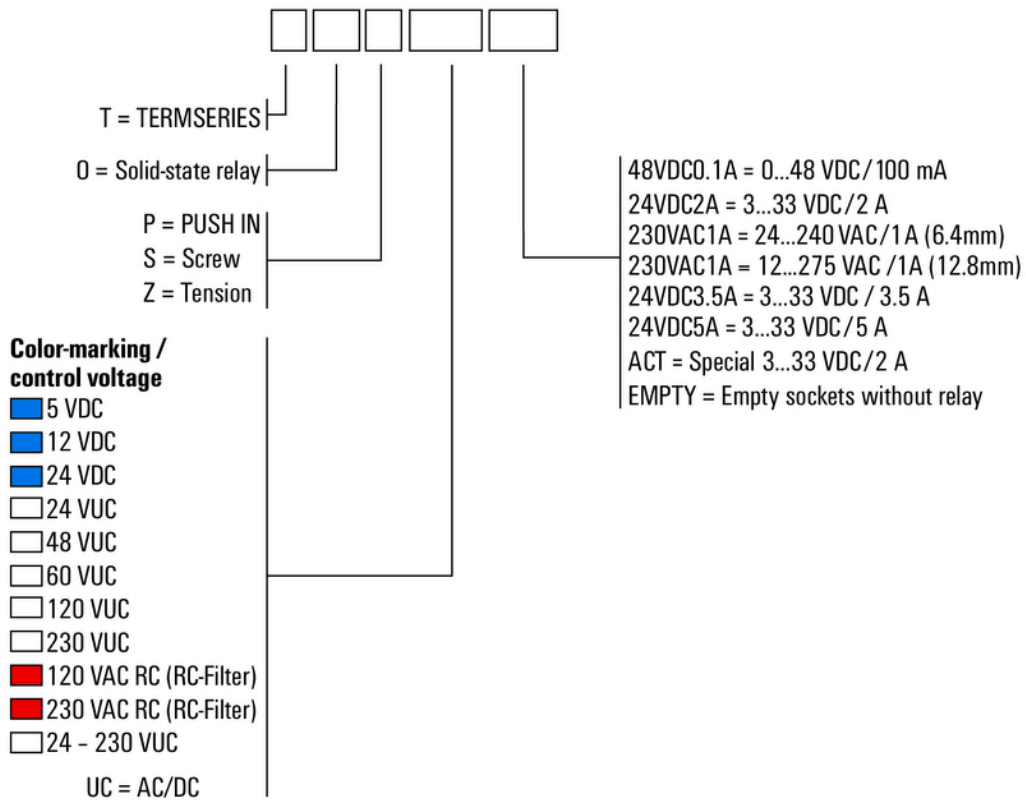 T = TERMSERIES
O = Solid-state relay
P = PUSH IN
S = Screw
Z = Tension
Color-marking /
control voltage
5 VDC
12 VDC
24 VDC
24 VUC
48 VUC
60 VUC
120 VUC
230 VUC
120 VAC RC (RC-Filter)
230 VAC RC (RC-Filter)
24 – 230 VUC
UC = AC/DC
48VDC0.1A = 0...48 VDC/100 mA
24VDC2A = 3...33 VDC/2 A
230VAC1A = 24...240 VAC/1A (6.4mm)
230VAC1A = 12...275 VAC /1A (12.8mm)
24VDC3.5A = 3...33 VDC / 3.5 A
24VDC5A = 3...33 VDC/5 A
ACT = Special 3...33 VDC/2 A
EMPTY = Empty sockets without relay